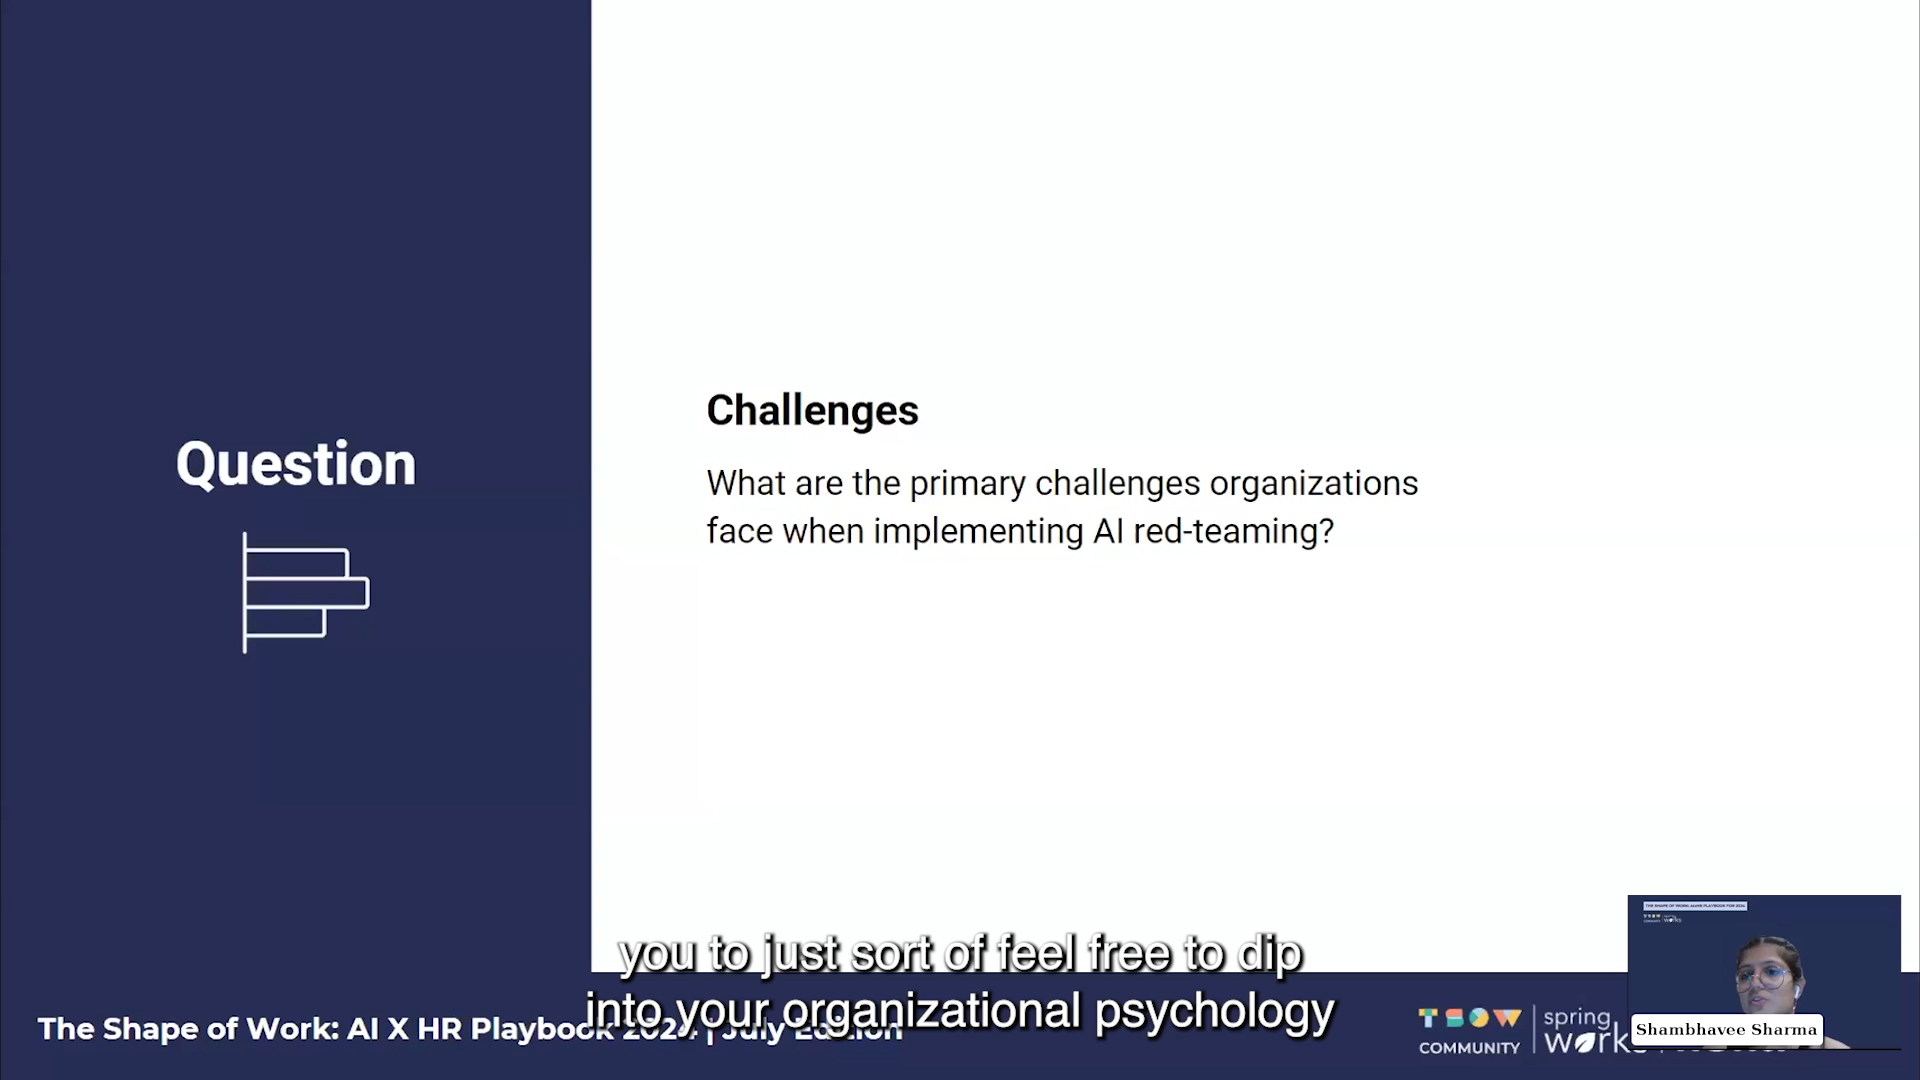 Question
Challenges
What are the primary challenges organizations
face when implementing AI red-teaming?
you to just sort of feel free to dip
into your organizational psychology
The Shape of Work: AI X HR Playbook 2024 | July Edition
TSOW
COMMUNITY
spring
works
Shambhavee Sharma